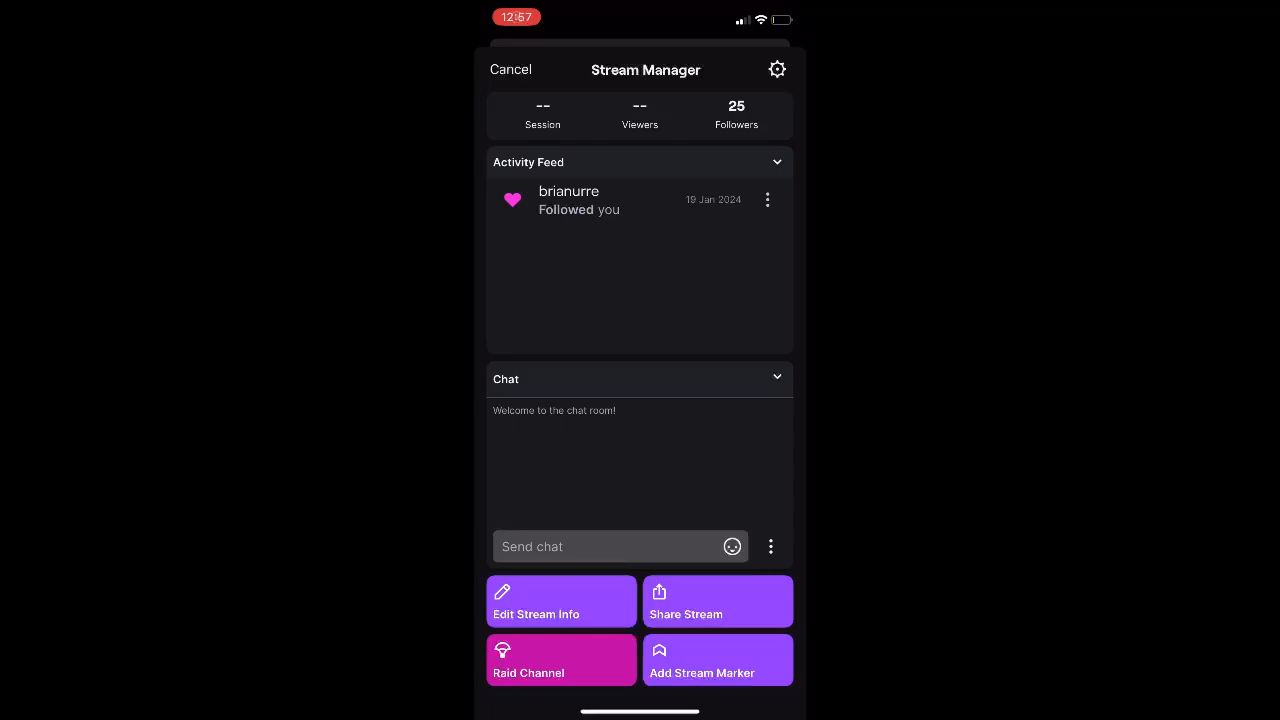 12:57
Cancel
Stream Manager
-- -- 25
Session Viewers Followers
Activity Feed
brianurre
Followed you
19 Jan 2024
Chat
Welcome to the chat room!
Send chat
Edit Stream Info
Share Stream
Raid Channel
Add Stream Marker